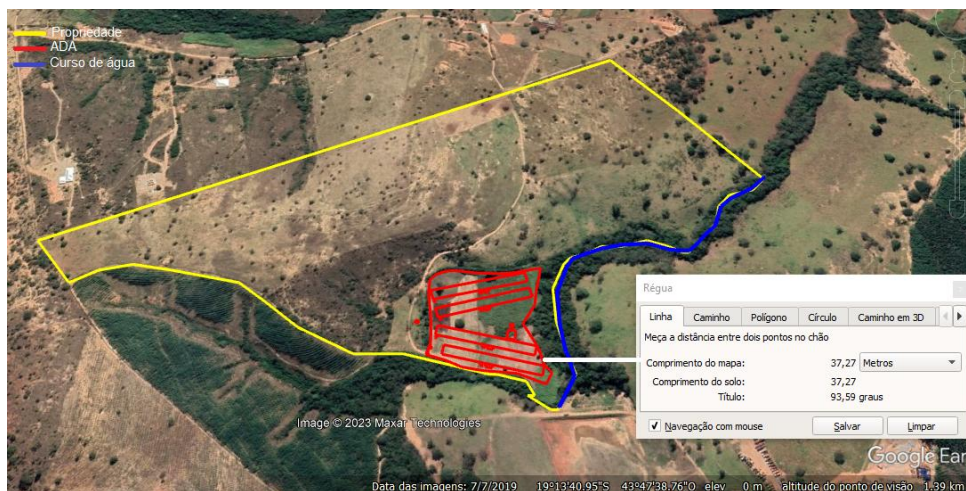 Propriedade
ADA
Curso de água
Régua
Linha Caminho Polígono Círculo Caminho em 3D
Meça a distância entre dois pontos no chão
Comprimento do mapa: 37,27 Metros
Comprimento do solo: 37,27
Título: 93,59 graus
Navegação com mouse Salvar Limpar
Image © 2023 Maxar Technologies
Google Ear
Data das imagens: 7/7/2019 19°13'40.95"S 43°47'38.76"O elev 0 m altitude do ponto de visão 1.39 km